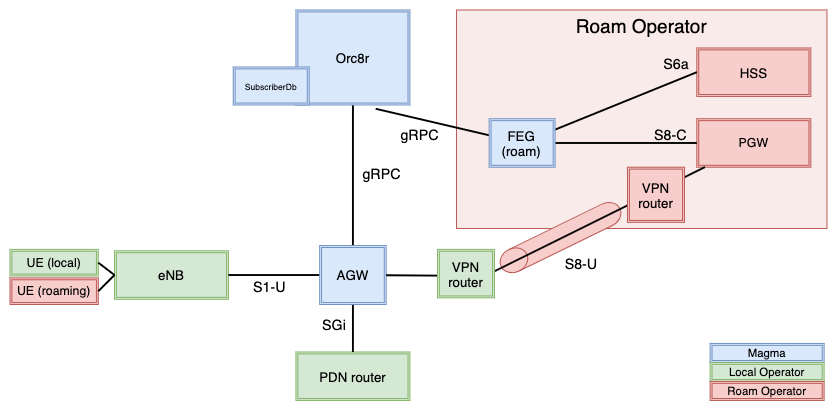 Roam Operator
Orc8r
SubscriberDb
S6a
HSS
gRPC
FEG
(roam)
S8-C
PGW
gRPC
VPN
router
UE (local)
UE (roaming)
eNB
S1-U
AGW
VPN
router
S8-U
SGi
PDN router
Magma
Local Operator
Roam Operator